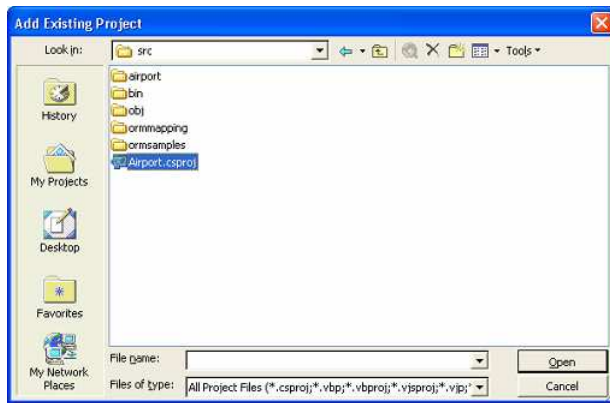 Add Existing Project
Look in: src Tools
History
My Projects
Desktop
Favorites
My Network Places
airport
bin
obj
ormmapping
ormsamples
Airport.csproj
File name: Open
Files of type: All Project Files (*.csproj;*.vbp;*.vbproj;*.vjsproj;*.vjp;* Cancel